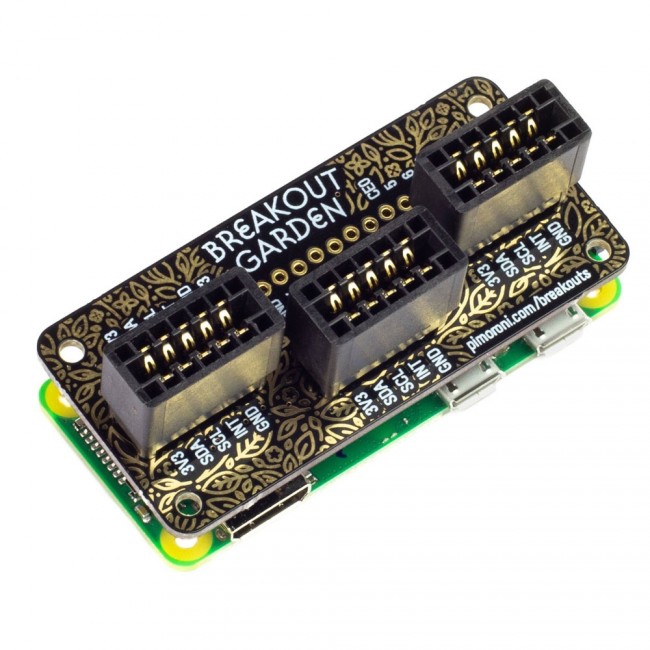 BREAKOUT
GARDEN
CE0
3V3
SDA
SCL
INT
GND
3V3
SDA
SCL
INT
GND
3V3
SDA
SCL
INT
GND
pimoroni.com/breakouts